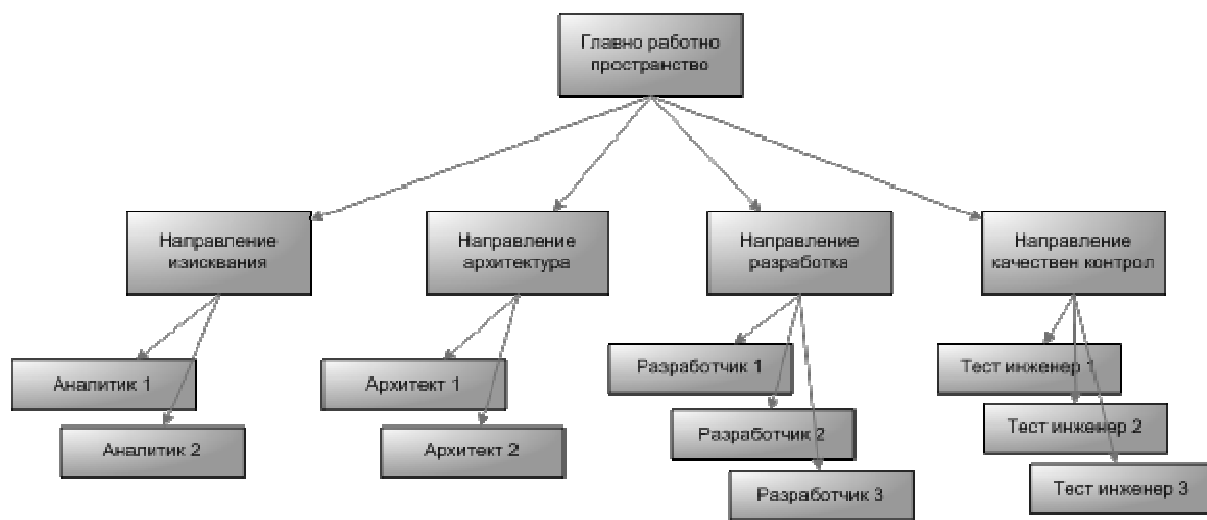 Главно работно
пространство
Направление
изисквания
Направление
архитектура
Направление
разработка
Направление
качествен контрол
Аналитик 1
Аналитик 2
Архитект 1
Архитект 2
Разработчик 1
Разработчик 2
Разработчик 3
Тест инженер 1
Тест инженер 2
Тест инженер 3